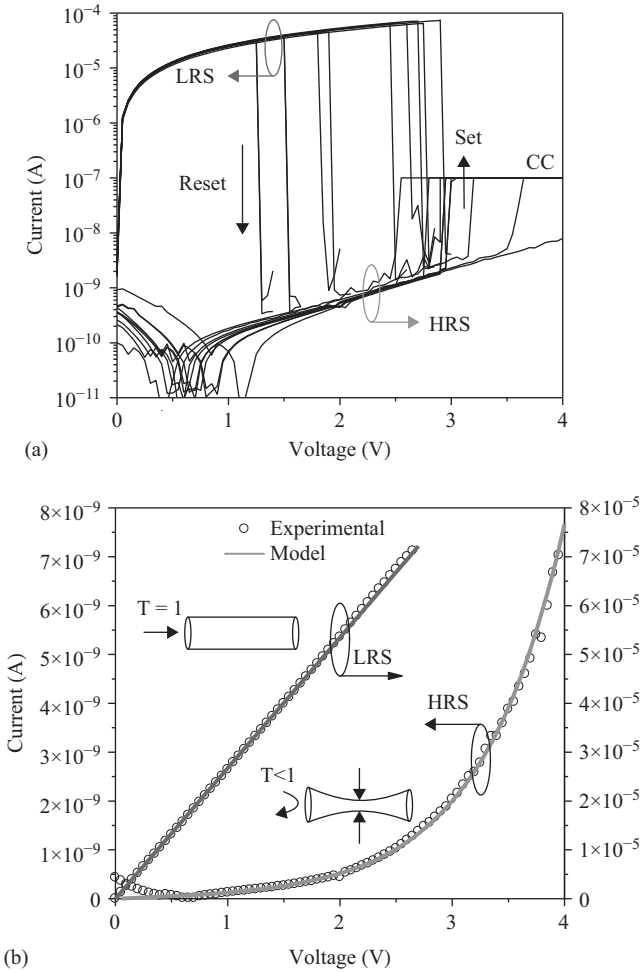 10⁻⁴
10⁻⁵
10⁻⁶
10⁻⁷
10⁻⁸
10⁻⁹
10⁻¹⁰
10⁻¹¹
Current (A)
LRS
Reset
Set
CC
HRS
0 1 2 3 4
Voltage (V)
(a)
8×10⁻⁹
7×10⁻⁹
6×10⁻⁹
5×10⁻⁹
4×10⁻⁹
3×10⁻⁹
2×10⁻⁹
1×10⁻⁹
0
Current (A)
Experimental
Model
T = 1
LRS
HRS
T<1
8×10⁻⁵
7×10⁻⁵
6×10⁻⁵
5×10⁻⁵
4×10⁻⁵
3×10⁻⁵
2×10⁻⁵
1×10⁻⁵
0
0 1 2 3 4
Voltage (V)
(b)